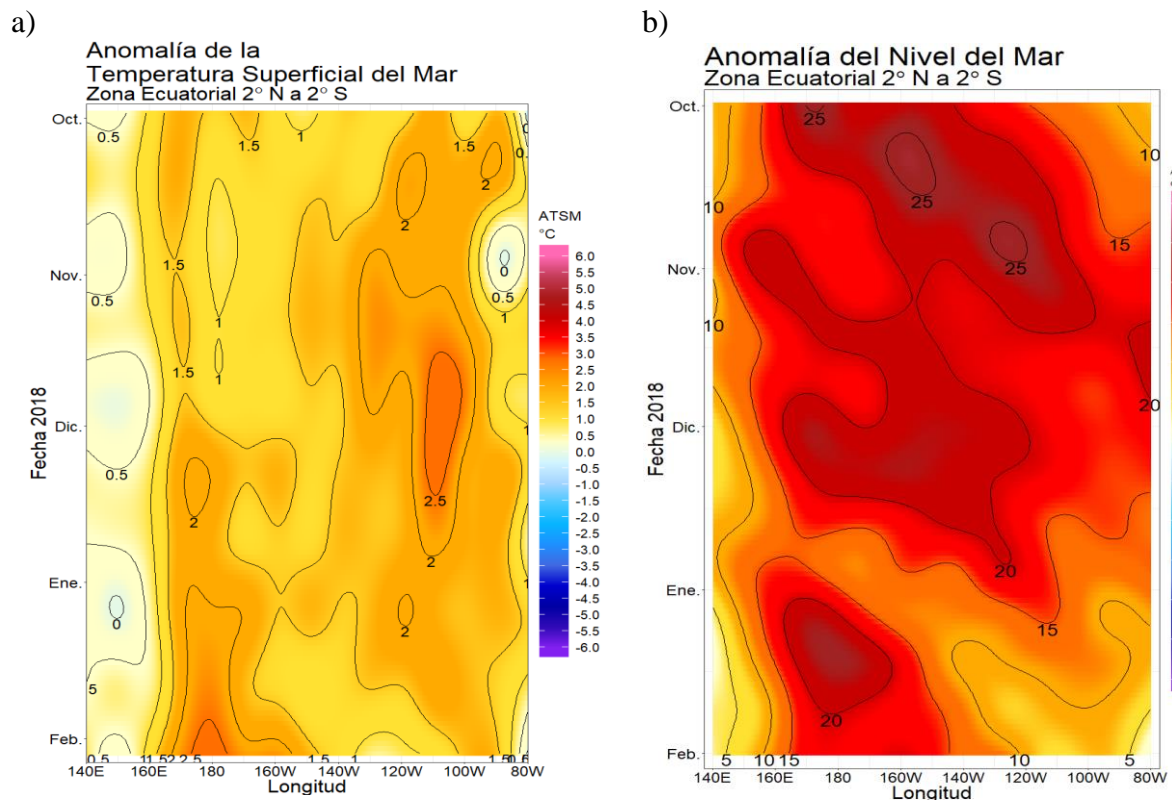 a)
Anomalía de la
Temperatura Superficial del Mar
Zona Ecuatorial 2° N a 2° S
Oct.
Nov.
Dic.
Ene.
Feb.
Fecha 2018
0.5
1.5
1
1.5
0.
2
2
1.5
0
0.5
0.5
1
1
1.5
1
0.5
1
2
2.5
2
0
2
5
0.5
1
1.5
2
2.5
1.5
1
0.5
140E
160E
180
160W
140W
120W
100W
80W
Longitud
ATSM
°C
6.0
5.5
5.0
4.5
4.0
3.5
3.0
2.5
2.0
1.5
1.0
0.5
0.0
-0.5
-1.0
-1.5
-2.0
-2.5
-3.0
-3.5
-4.0
-4.5
-5.0
-5.5
-6.0
b)
Anomalía del Nivel del Mar
Zona Ecuatorial 2° N a 2° S
Oct.
Nov.
Dic.
Ene.
Feb.
Fecha 2018
25
10
25
10
15
25
10
20
20
15
20
5
10
15
10
5
140E
160E
180
160W
140W
120W
100W
80W
Longitud